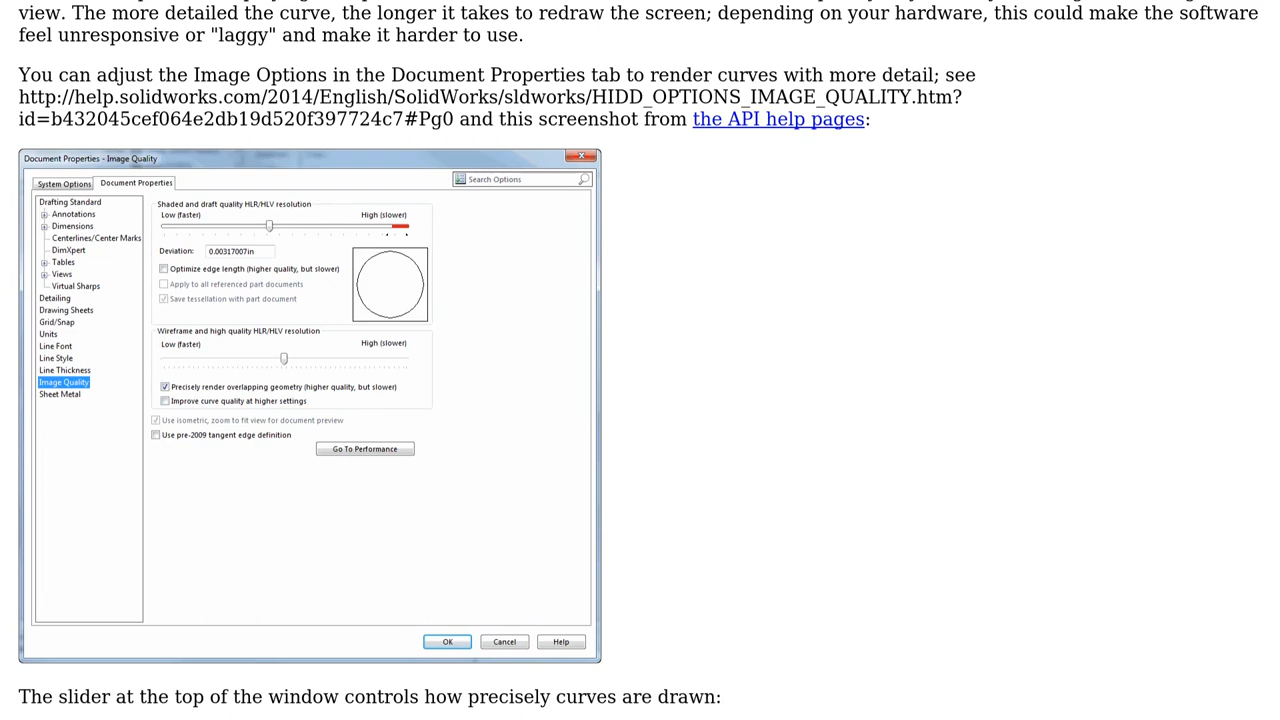 view. The more detailed the curve, the longer it takes to redraw the screen; depending on your hardware, this could make the software
feel unresponsive or "laggy" and make it harder to use.
You can adjust the Image Options in the Document Properties tab to render curves with more detail; see
http://help.solidworks.com/2014/English/SolidWorks/sldworks/HIDD_OPTIONS_IMAGE_QUALITY.htm?
id=b432045cef064e2db19d520f397724c7#Pg0 and this screenshot from the API help pages:
Document Properties - Image Quality
System Options
Document Properties
Search Options
Drafting Standard
Annotations
Dimensions
Centerlines/Center Marks
DimXpert
Tables
Views
Virtual Sharps
Detailing
Drawing Sheets
Grid/Snap
Units
Line Font
Line Style
Line Thickness
Image Quality
Sheet Metal
Shaded and draft quality HLR/HLV resolution
Low (faster) High (slower)
Deviation: 0.00317007in
Optimize edge length (higher quality, but slower)
Apply to all referenced part documents
Save tessellation with part document
Wireframe and high quality HLR/HLV resolution
Low (faster) High (slower)
Precisely render overlapping geometry (higher quality, but slower)
Improve curve quality at higher settings
Use isometric, zoom to fit view for document preview
Use pre-2009 tangent edge definition
Go To Performance
OK Cancel Help
The slider at the top of the window controls how precisely curves are drawn: